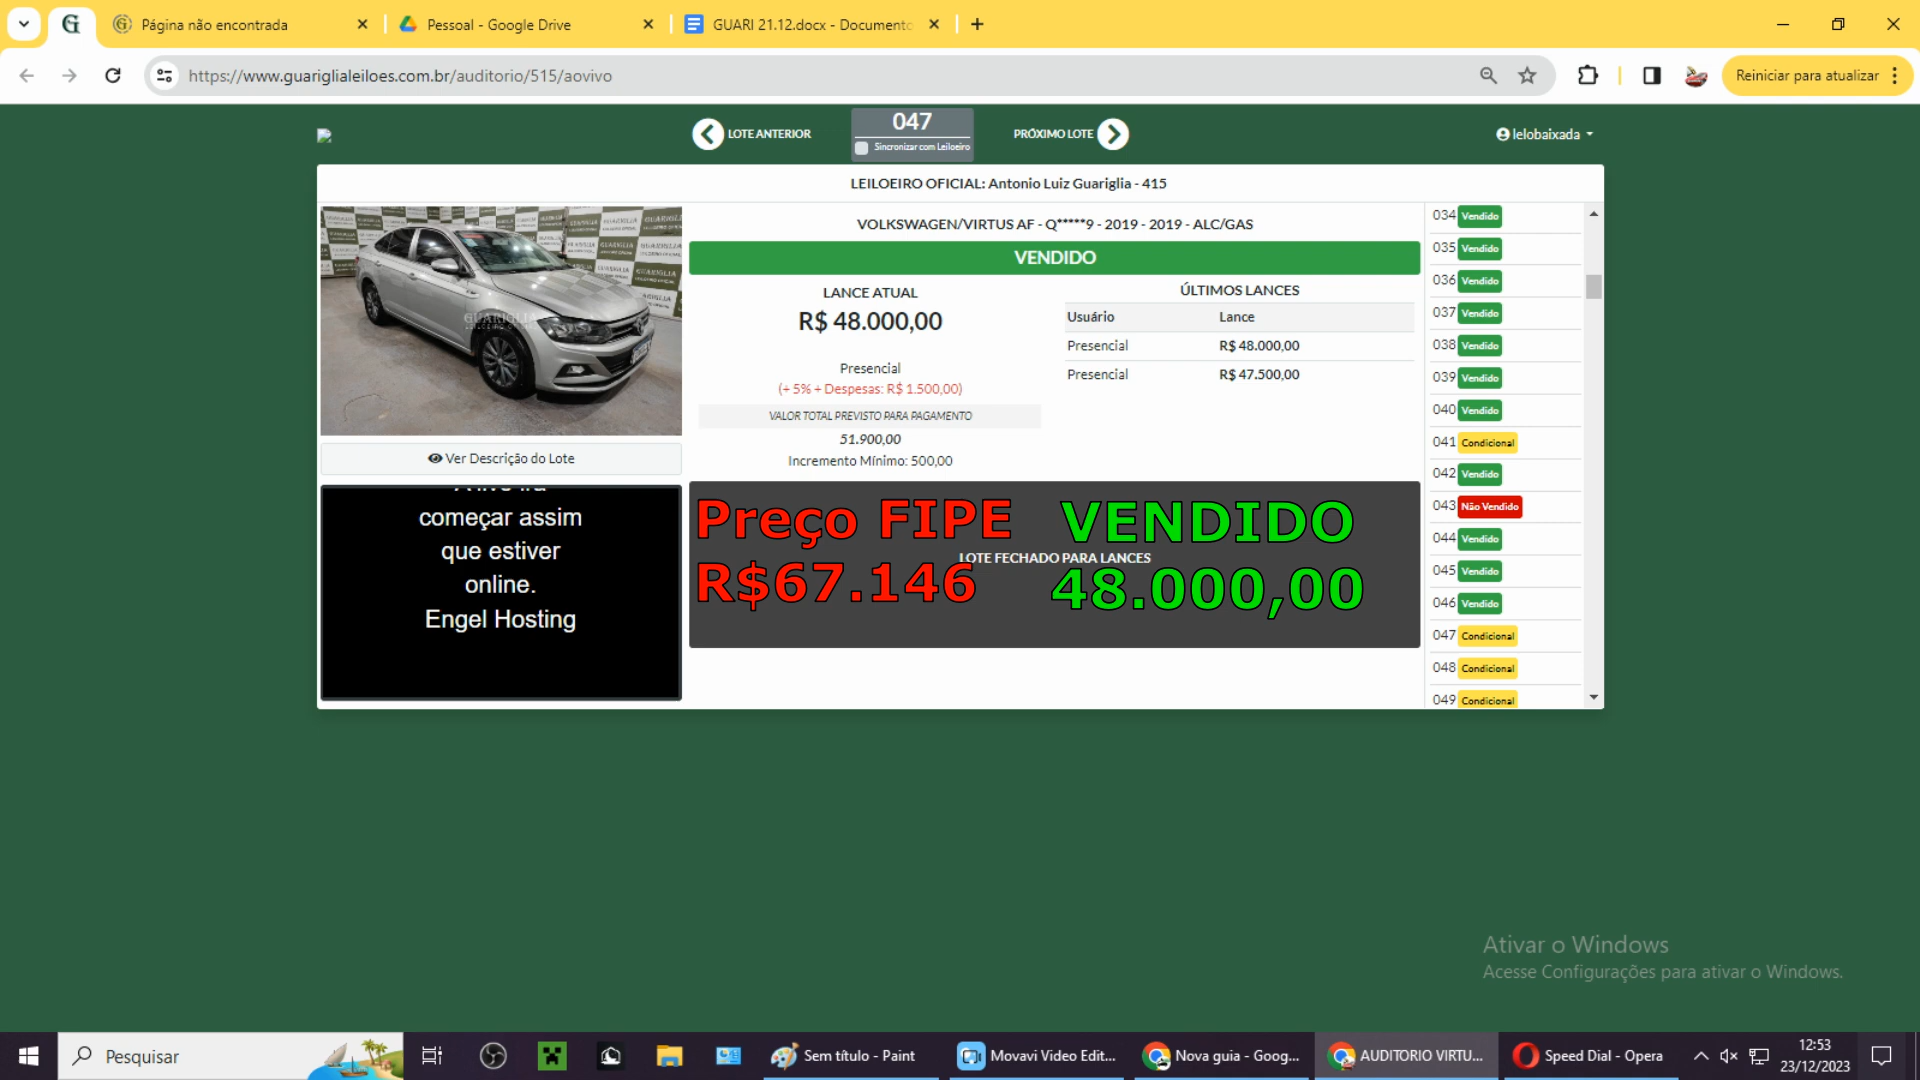 Página não encontrada
Pessoal - Google Drive
GUARI 21.12.docx - Documento
https://www.guariglialeiloes.com.br/auditorio/515/aovivo
Reiniciar para atualizar
LOTE ANTERIOR
047
Sincronizar com Leiloeiro
PRÓXIMO LOTE
lelobaixada
LEILOEIRO OFICIAL: Antonio Luiz Guariglia - 415
VOLKSWAGEN/VIRTUS AF - Q*****9 - 2019 - 2019 - ALC/GAS
VENDIDO
LANCE ATUAL
R$ 48.000,00
Presencial
(+ 5% + Despesas: R$ 1.500,00)
VALOR TOTAL PREVISTO PARA PAGAMENTO
51.900,00
Incremento Mínimo: 500,00
ÚLTIMOS LANCES
Usuário Lance
Presencial R$ 48.000,00
Presencial R$ 47.500,00
GUARIGLIA
LEILOEIRO OFICIAL
Ver Descrição do Lote
começar assim
que estiver
online.
Engel Hosting
Preço FIPE
R$67.146
VENDIDO
48.000,00
LOTE FECHADO PARA LANCES
034 Vendido
035 Vendido
036 Vendido
037 Vendido
038 Vendido
039 Vendido
040 Vendido
041 Condicional
042 Vendido
043 Não Vendido
044 Vendido
045 Vendido
046 Vendido
047 Condicional
048 Condicional
049 Condicional
Ativar o Windows
Acesse Configurações para ativar o Windows.
Pesquisar
Sem título - Paint
Movavi Video Edit...
Nova guia - Goog...
AUDITORIO VIRTU...
Speed Dial - Opera
12:53
23/12/2023